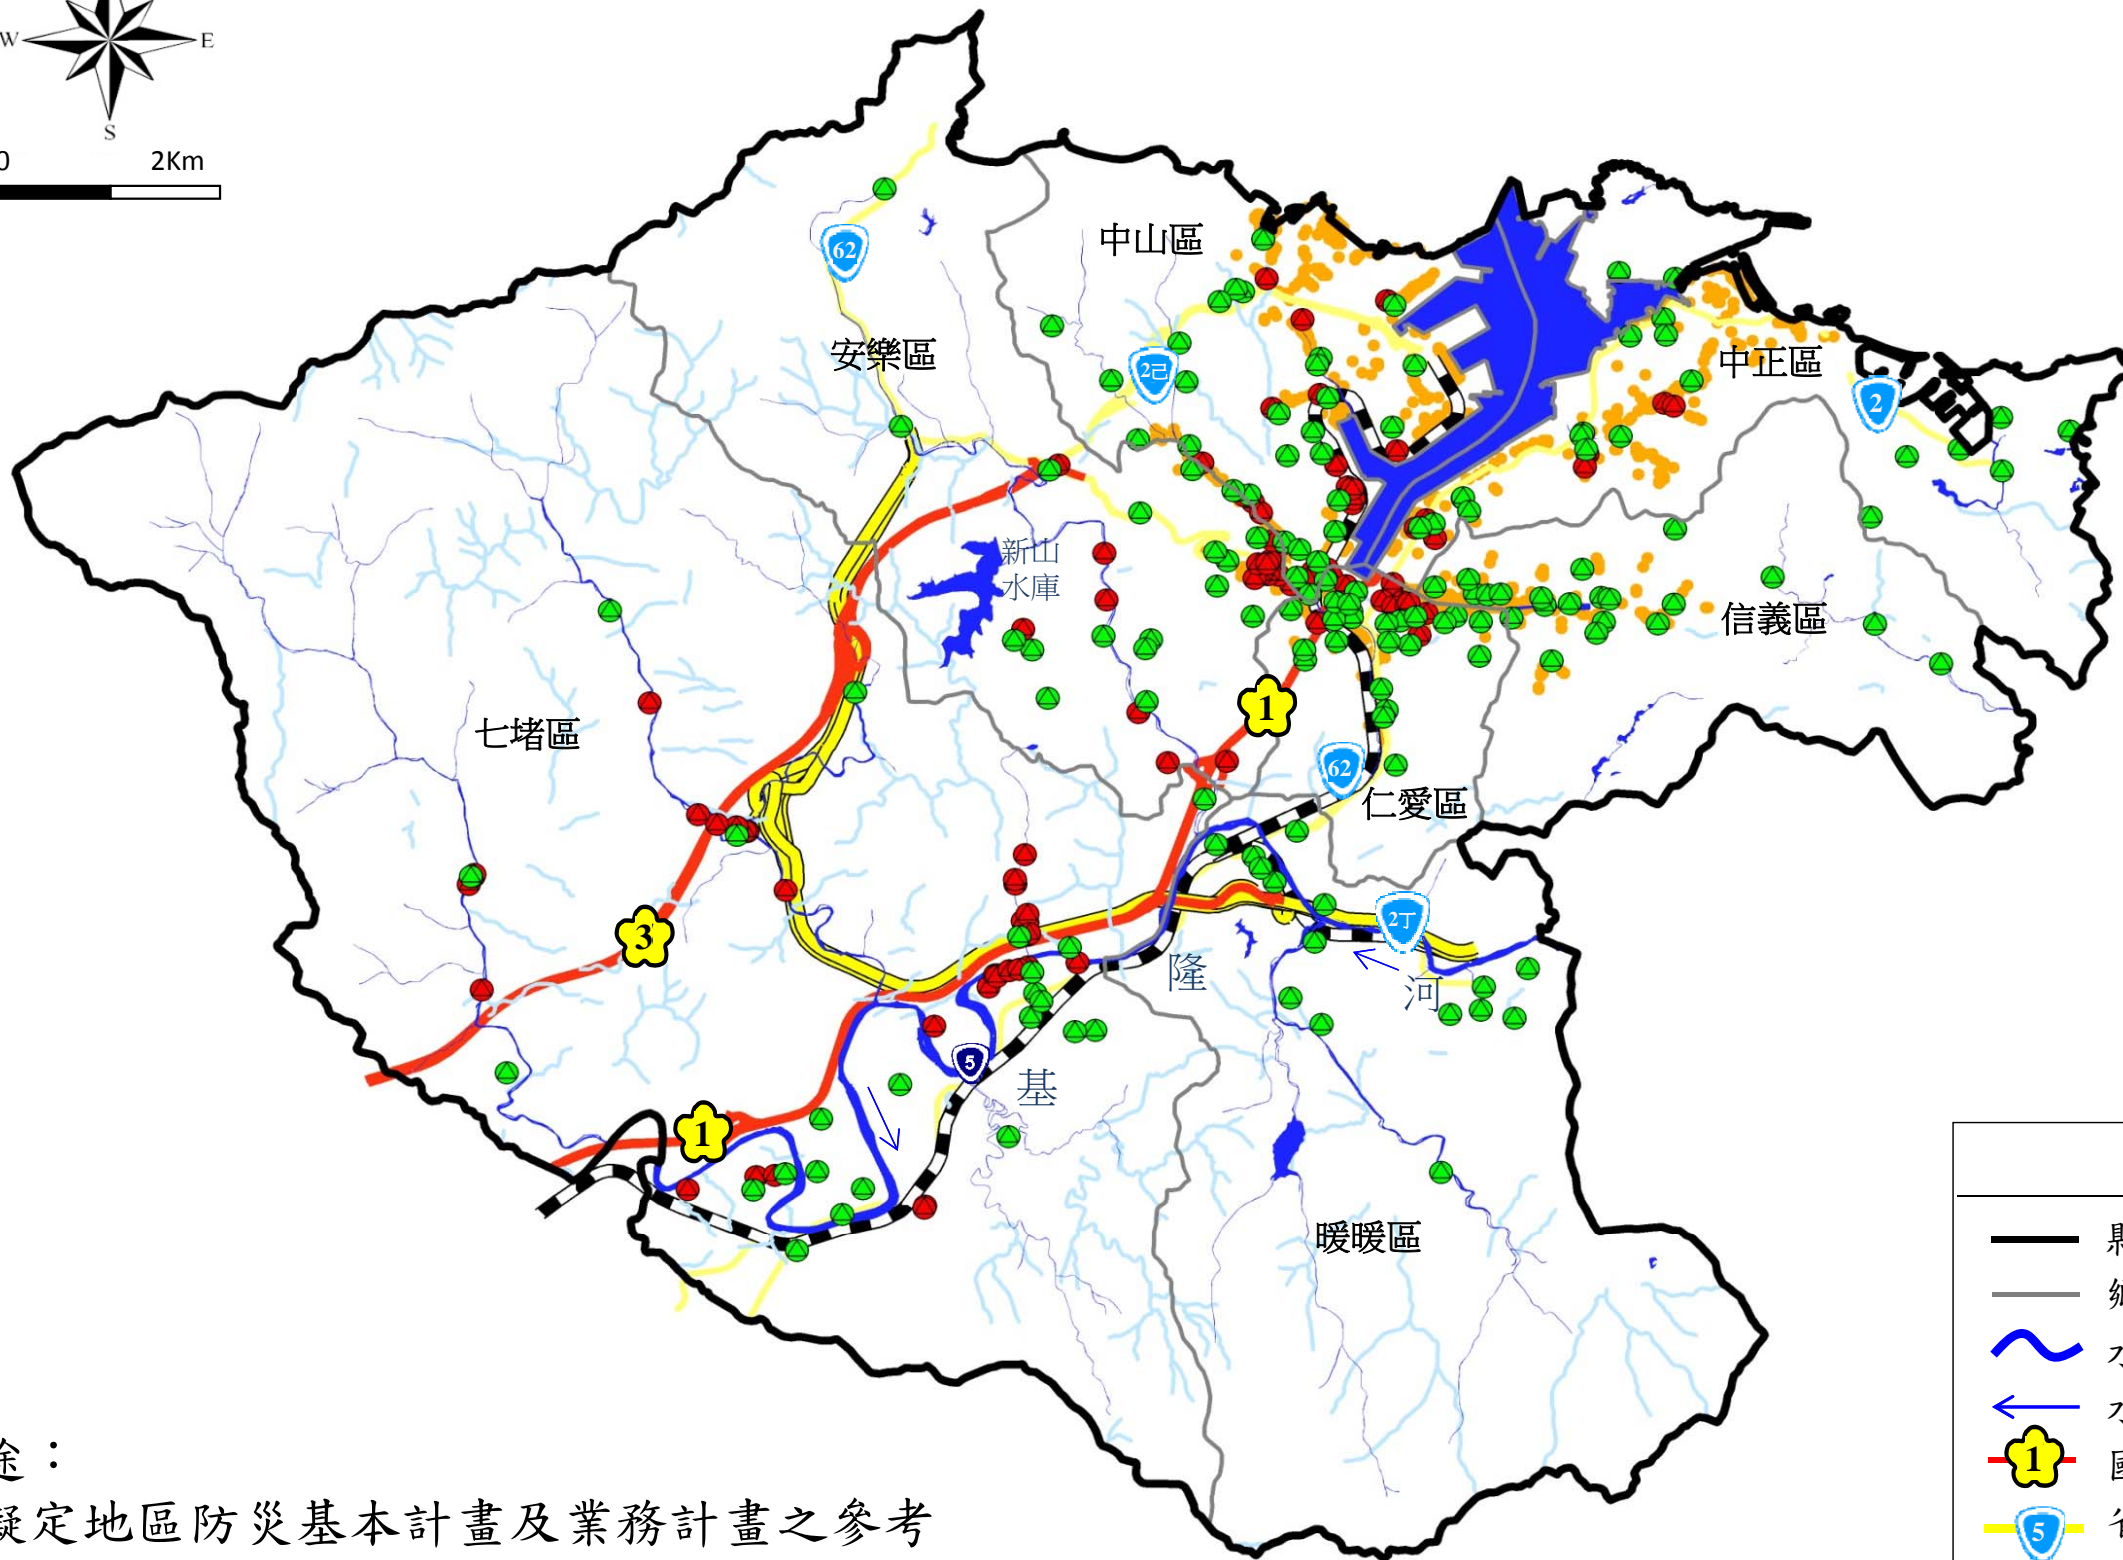 W
E
S
0
2Km
62
中山區
安樂區
2己
中正區
2
新山
水庫
信義區
七堵區
1
62
仁愛區
3
2丁
隆
河
5
基
1
暖暖區
途：
擬定地區防災基本計畫及業務計畫之參考
1
5